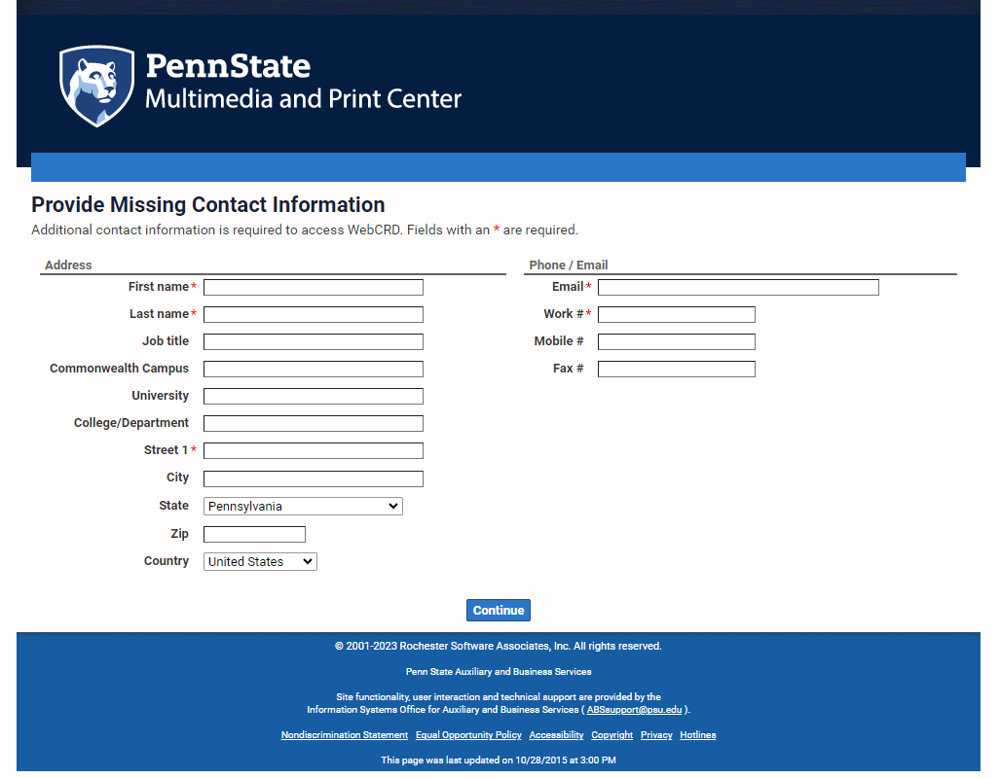 PennState
Multimedia and Print Center
Provide Missing Contact Information
Additional contact information is required to access WebCRD. Fields with an * are required.
Address
First name*
Last name*
Job title
Commonwealth Campus
University
College/Department
Street 1*
City
State Pennsylvania
Zip
Country United States
Phone / Email
Email*
Work #*
Mobile #
Fax #
Continue
© 2001-2023 Rochester Software Associates, Inc. All rights reserved.
Penn State Auxiliary and Business Services
Site functionality, user interaction and technical support are provided by the
Information Systems Office for Auxiliary and Business Services ( ABSsupport@psu.edu ).
Nondiscrimination Statement Equal Opportunity Policy Accessibility Copyright Privacy Hotlines
This page was last updated on 10/28/2015 at 3:00 PM